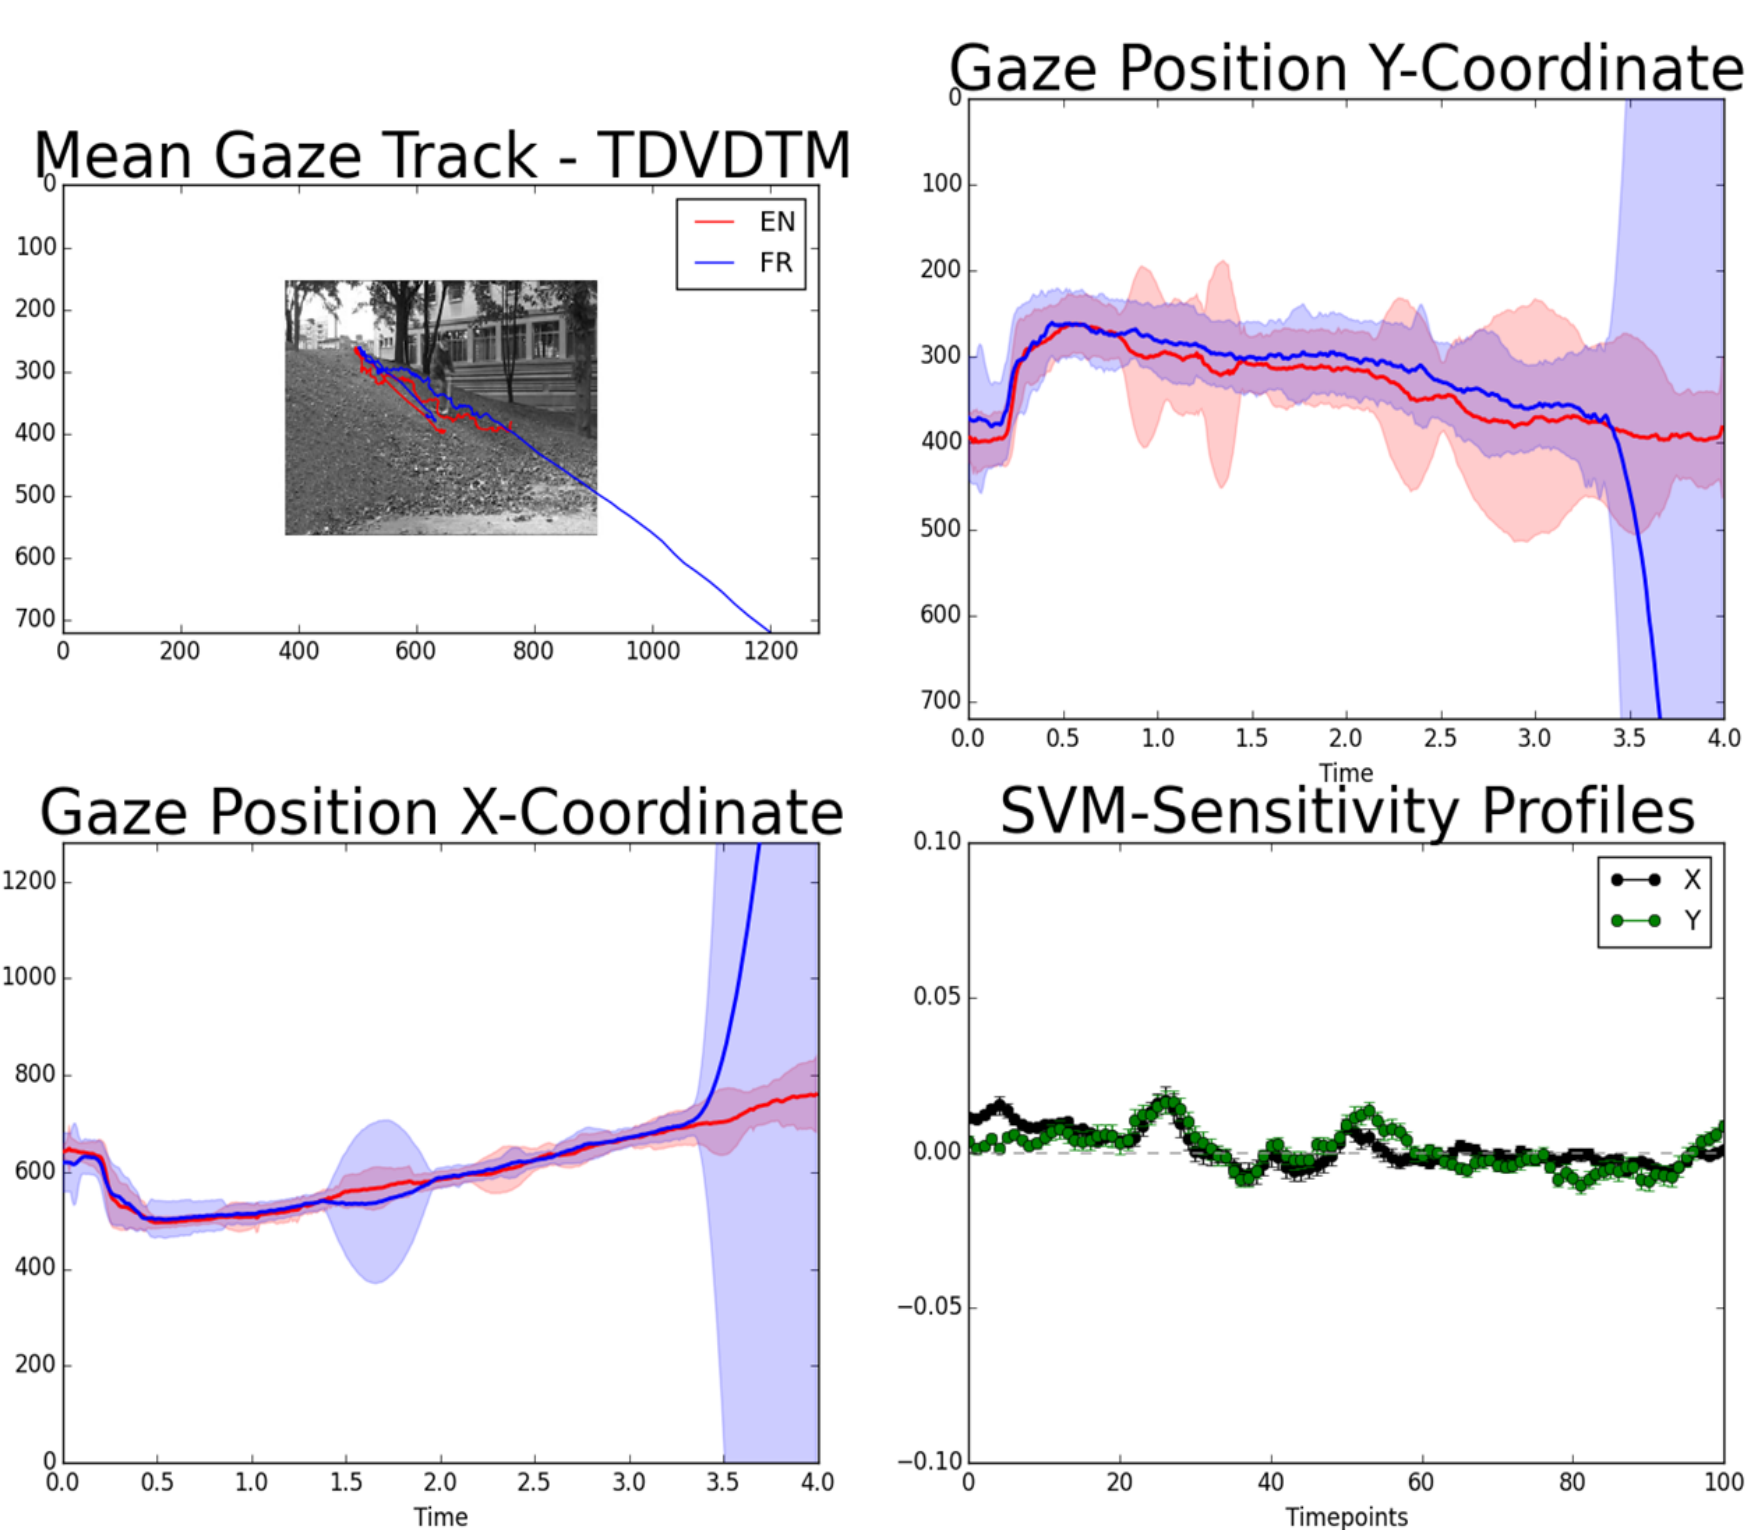 Mean Gaze Track - TDVDTM
0
100
200
300
400
500
600
700
0 200 400 600 800 1000 1200
EN
FR
Gaze Position Y-Coordinate
0
100
200
300
400
500
600
700
0.0 0.5 1.0 1.5 2.0 2.5 3.0 3.5 4.0
Time
Gaze Position X-Coordinate
1200
1000
800
600
400
200
0
0.0 0.5 1.0 1.5 2.0 2.5 3.0 3.5 4.0
Time
SVM-Sensitivity Profiles
0.10
0.05
0.00
−0.05
−0.10
0 20 40 60 80 100
Timepoints
X
Y